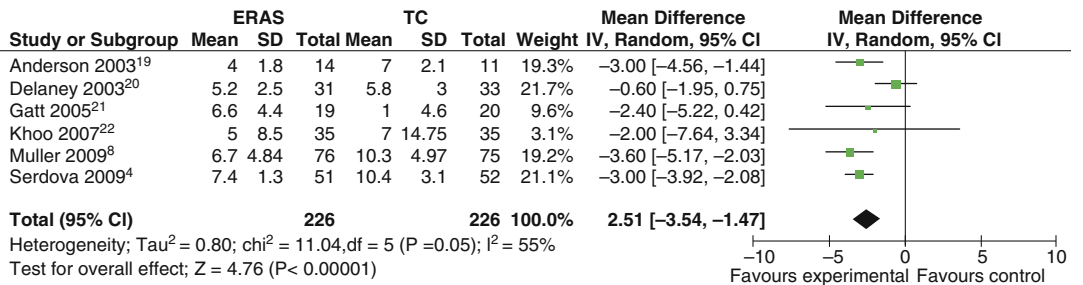 ERAS TC Mean Difference Mean Difference
Study or Subgroup Mean SD Total Mean SD Total Weight IV, Random, 95% CI IV, Random, 95% CI
Anderson 2003¹⁹ 4 1.8 14 7 2.1 11 19.3% –3.00 [–4.56, –1.44]
Delaney 2003²⁰ 5.2 2.5 31 5.8 3 33 21.7% –0.60 [–1.95, 0.75]
Gatt 2005²¹ 6.6 4.4 19 1 4.6 20 9.6% –2.40 [–5.22, 0.42]
Khoo 2007²² 5 8.5 35 7 14.75 35 3.1% –2.00 [–7.64, 3.34]
Muller 2009⁸ 6.7 4.84 76 10.3 4.97 75 19.2% –3.60 [–5.17, –2.03]
Serdova 2009⁴ 7.4 1.3 51 10.4 3.1 52 21.1% –3.00 [–3.92, –2.08]
Total (95% CI) 226 226 100.0% 2.51 [–3.54, –1.47]
Heterogeneity; Tau² = 0.80; chi² = 11.04,df = 5 (P =0.05); I² = 55%
Test for overall effect; Z = 4.76 (P< 0.00001)
–10 –5 0 5 10
Favours experimental Favours control